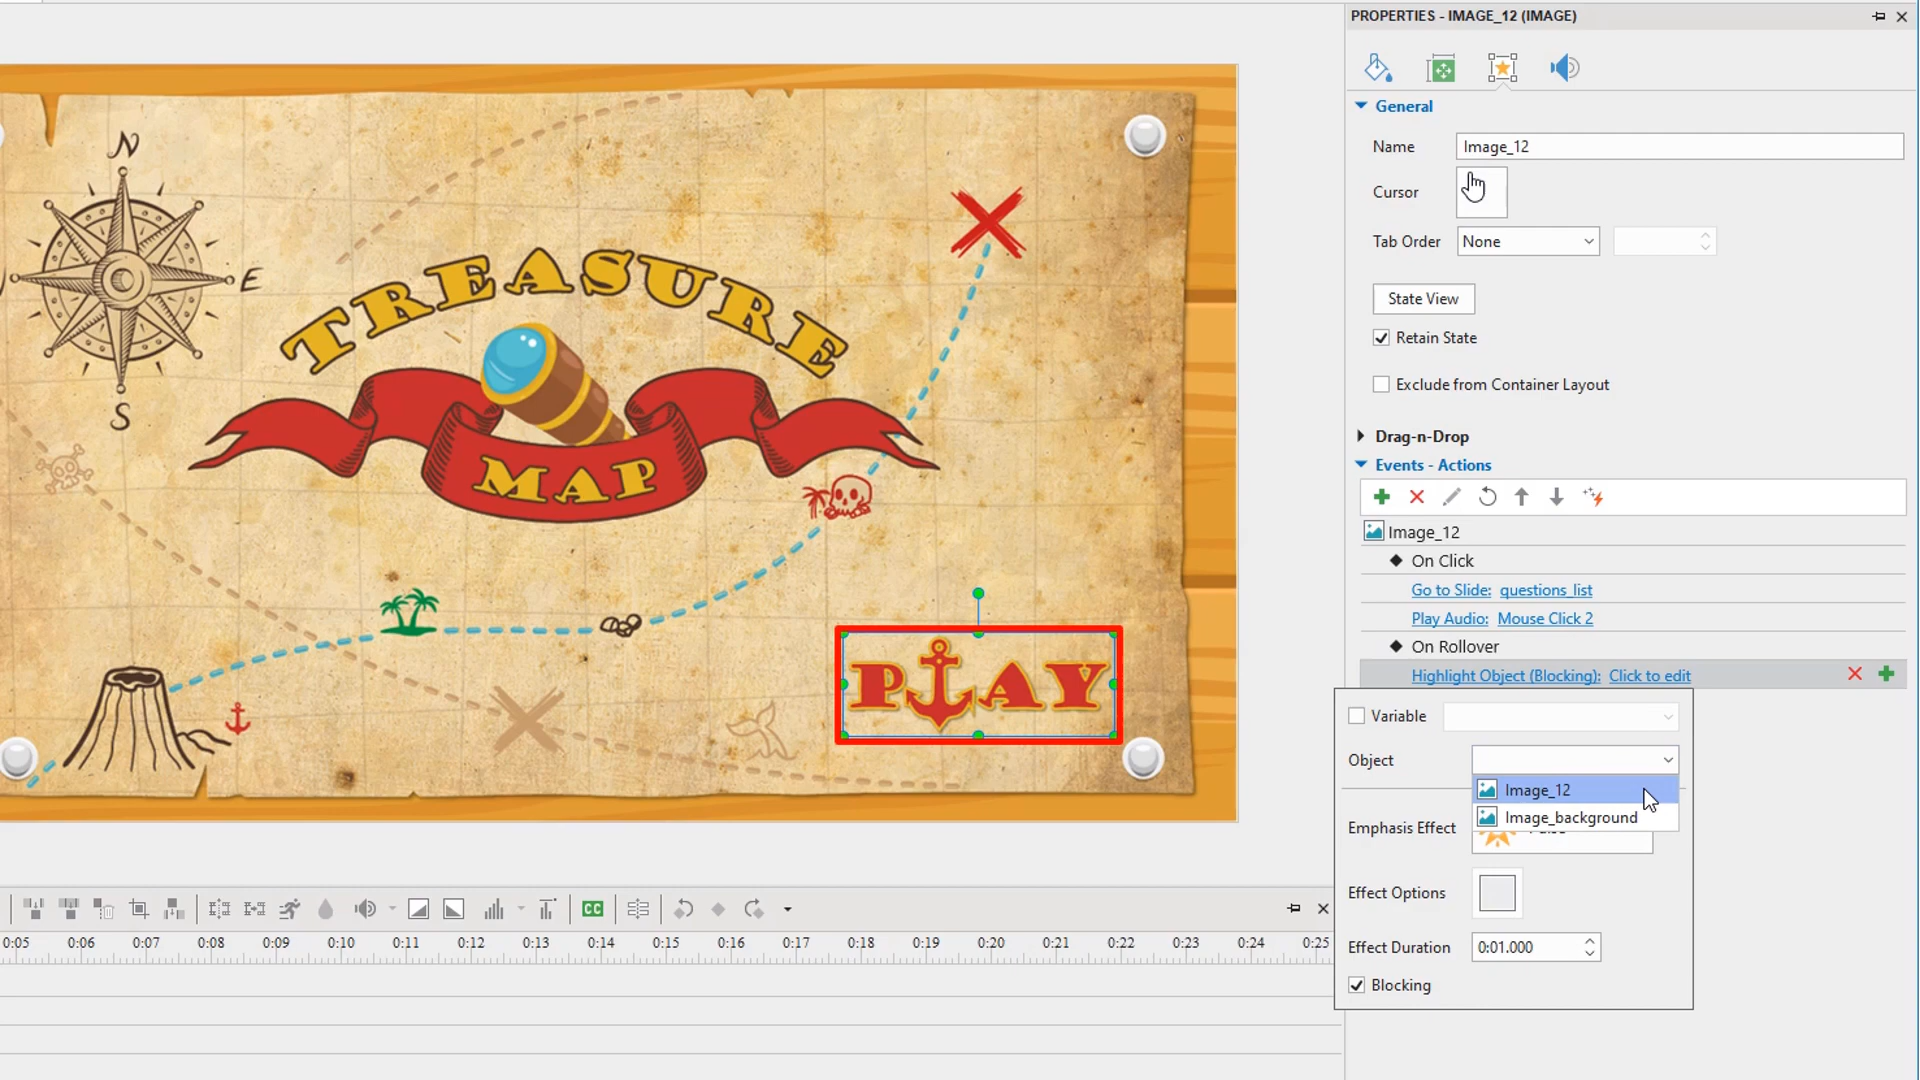 PROPERTIES - IMAGE_12 (IMAGE)
General
Name Image_12
Cursor
Tab Order None
State View
Retain State
Exclude from Container Layout
Drag-n-Drop
Events - Actions
Image_12
On Click
Go to Slide: questions_list
Play Audio: Mouse Click 2
On Rollover
Highlight Object (Blocking): Click to edit
Variable
Object
Image_12
Image_background
Emphasis Effect
Effect Options
Effect Duration 0:01.000
Blocking
N
E
S
TREASURE
MAP
PLAY
CC
0:05 0:06 0:07 0:08 0:09 0:10 0:11 0:12 0:13 0:14 0:15 0:16 0:17 0:18 0:19 0:20 0:21 0:22 0:23 0:24 0:25